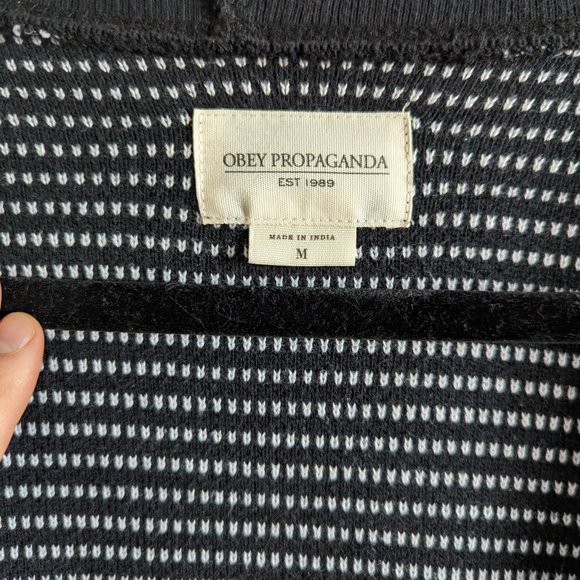 OBEY PROPAGANDA
EST 1989
MADE IN INDIA
M